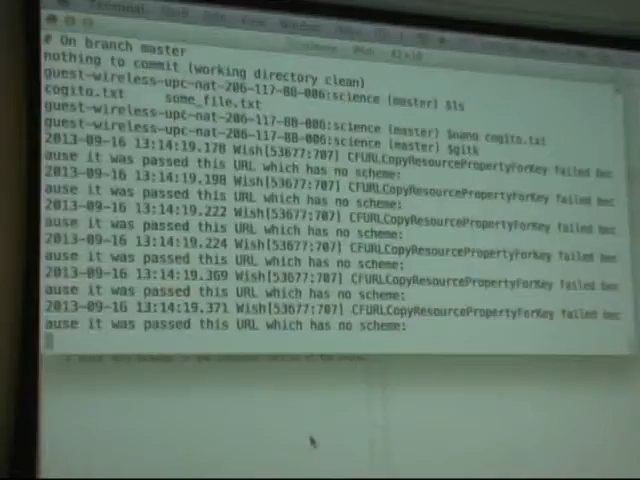 Terminal Shell Edit View Window
# On branch master
nothing to commit (working directory clean)
guest-wireless-upc-nat-206-117-88-006:science (master) $ls
cogito.txt some_file.txt
guest-wireless-upc-nat-206-117-88-006:science (master) $nano cogito.txt
guest-wireless-upc-nat-206-117-88-006:science (master) $gitk
2013-09-16 13:14:19.178 Wish[53677:707] CFURLCopyResourcePropertyForKey failed bec
ause it was passed this URL which has no scheme:
2013-09-16 13:14:19.198 Wish[53677:707] CFURLCopyResourcePropertyForKey failed bec
ause it was passed this URL which has no scheme:
2013-09-16 13:14:19.222 Wish[53677:707] CFURLCopyResourcePropertyForKey failed bec
ause it was passed this URL which has no scheme:
2013-09-16 13:14:19.224 Wish[53677:707] CFURLCopyResourcePropertyForKey failed bec
ause it was passed this URL which has no scheme:
2013-09-16 13:14:19.369 Wish[53677:707] CFURLCopyResourcePropertyForKey failed bec
ause it was passed this URL which has no scheme:
2013-09-16 13:14:19.371 Wish[53677:707] CFURLCopyResourcePropertyForKey failed bec
ause it was passed this URL which has no scheme: